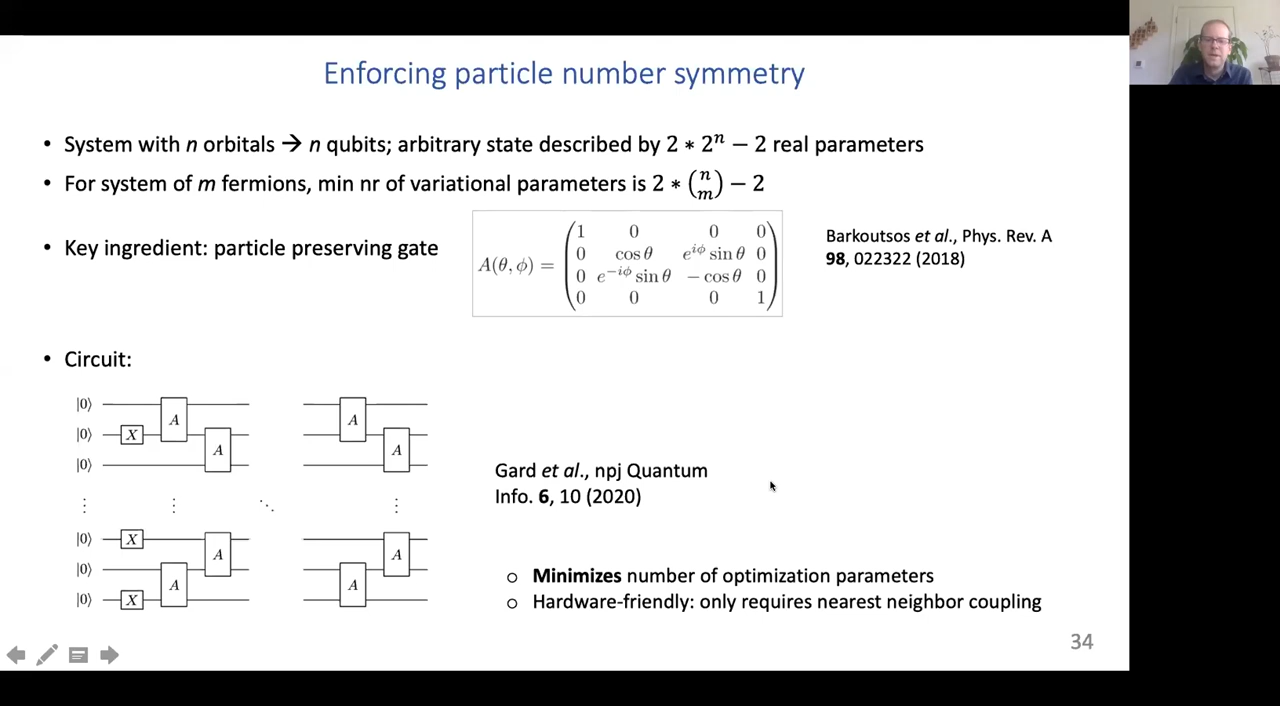 Enforcing particle number symmetry
• System with n orbitals → n qubits; arbitrary state described by 2 ∗ 2ⁿ − 2 real parameters
• For system of m fermions, min nr of variational parameters is 2 ∗ (n m) − 2
• Key ingredient: particle preserving gate
A(θ, ϕ) =
1 0 0 0
0 cos θ e^{iϕ} sin θ 0
0 e^{−iϕ} sin θ − cos θ 0
0 0 0 1
Barkoutsos et al., Phys. Rev. A
98, 022322 (2018)
• Circuit:
|0⟩ A A
|0⟩ X A A
|0⟩
⋮ ⋮ ⋱ ⋮
|0⟩ X A A
|0⟩ A A
|0⟩ X
Gard et al., npj Quantum
Info. 6, 10 (2020)
○ Minimizes number of optimization parameters
○ Hardware-friendly: only requires nearest neighbor coupling
34